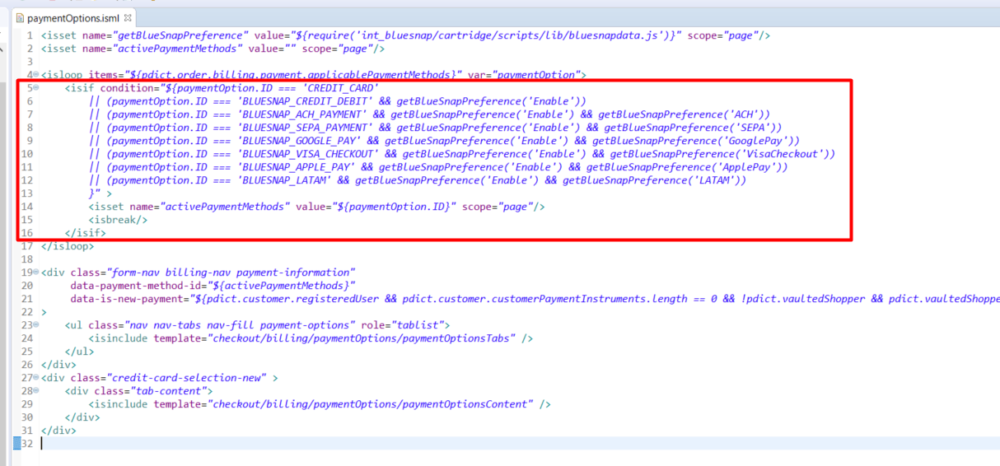 paymentOptions.isml
1 <isset name="getBlueSnapPreference" value="${require('int_bluesnap/cartridge/scripts/lib/bluesnapdata.js')}" scope="page"/>
2 <isset name="activePaymentMethods" value="" scope="page"/>
3
4 <isloop items="${pdict.order.billing.payment.applicablePaymentMethods}" var="paymentOption">
5 <isif condition="${paymentOption.ID === 'CREDIT_CARD'
6 || (paymentOption.ID === 'BLUESNAP_CREDIT_DEBIT' && getBlueSnapPreference('Enable'))
7 || (paymentOption.ID === 'BLUESNAP_ACH_PAYMENT' && getBlueSnapPreference('Enable') && getBlueSnapPreference('ACH'))
8 || (paymentOption.ID === 'BLUESNAP_SEPA_PAYMENT' && getBlueSnapPreference('Enable') && getBlueSnapPreference('SEPA'))
9 || (paymentOption.ID === 'BLUESNAP_GOOGLE_PAY' && getBlueSnapPreference('Enable') && getBlueSnapPreference('GooglePay'))
10 || (paymentOption.ID === 'BLUESNAP_VISA_CHECKOUT' && getBlueSnapPreference('Enable') && getBlueSnapPreference('VisaCheckout'))
11 || (paymentOption.ID === 'BLUESNAP_APPLE_PAY' && getBlueSnapPreference('Enable') && getBlueSnapPreference('ApplePay'))
12 || (paymentOption.ID === 'BLUESNAP_LATAM' && getBlueSnapPreference('Enable') && getBlueSnapPreference('LATAM'))
13 }" >
14 <isset name="activePaymentMethods" value="${paymentOption.ID}" scope="page"/>
15 <isbreak/>
16 </isif>
17 </isloop>
18
19 <div class="form-nav billing-nav payment-information"
20 data-payment-method-id="${activePaymentMethods}"
21 data-is-new-payment="${pdict.customer.registeredUser && pdict.customer.customerPaymentInstruments.length == 0 && !pdict.vaultedShopper && pdict.vaultedShoppe
22 >
23 <ul class="nav nav-tabs nav-fill payment-options" role="tablist">
24 <isinclude template="checkout/billing/paymentOptions/paymentOptionsTabs" />
25 </ul>
26 </div>
27 <div class="credit-card-selection-new" >
28 <div class="tab-content">
29 <isinclude template="checkout/billing/paymentOptions/paymentOptionsContent" />
30 </div>
31 </div>
32